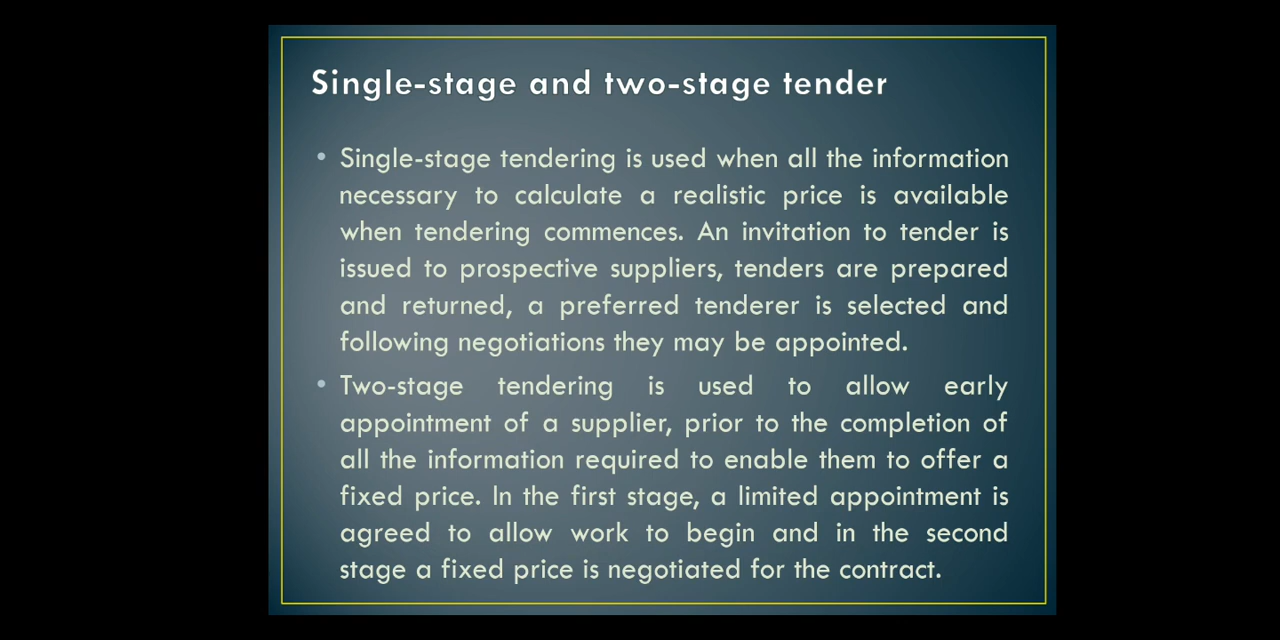 Single-stage and two-stage tender
• Single-stage tendering is used when all the information
necessary to calculate a realistic price is available
when tendering commences. An invitation to tender is
issued to prospective suppliers, tenders are prepared
and returned, a preferred tenderer is selected and
following negotiations they may be appointed.
• Two-stage tendering is used to allow early
appointment of a supplier, prior to the completion of
all the information required to enable them to offer a
fixed price. In the first stage, a limited appointment is
agreed to allow work to begin and in the second
stage a fixed price is negotiated for the contract.